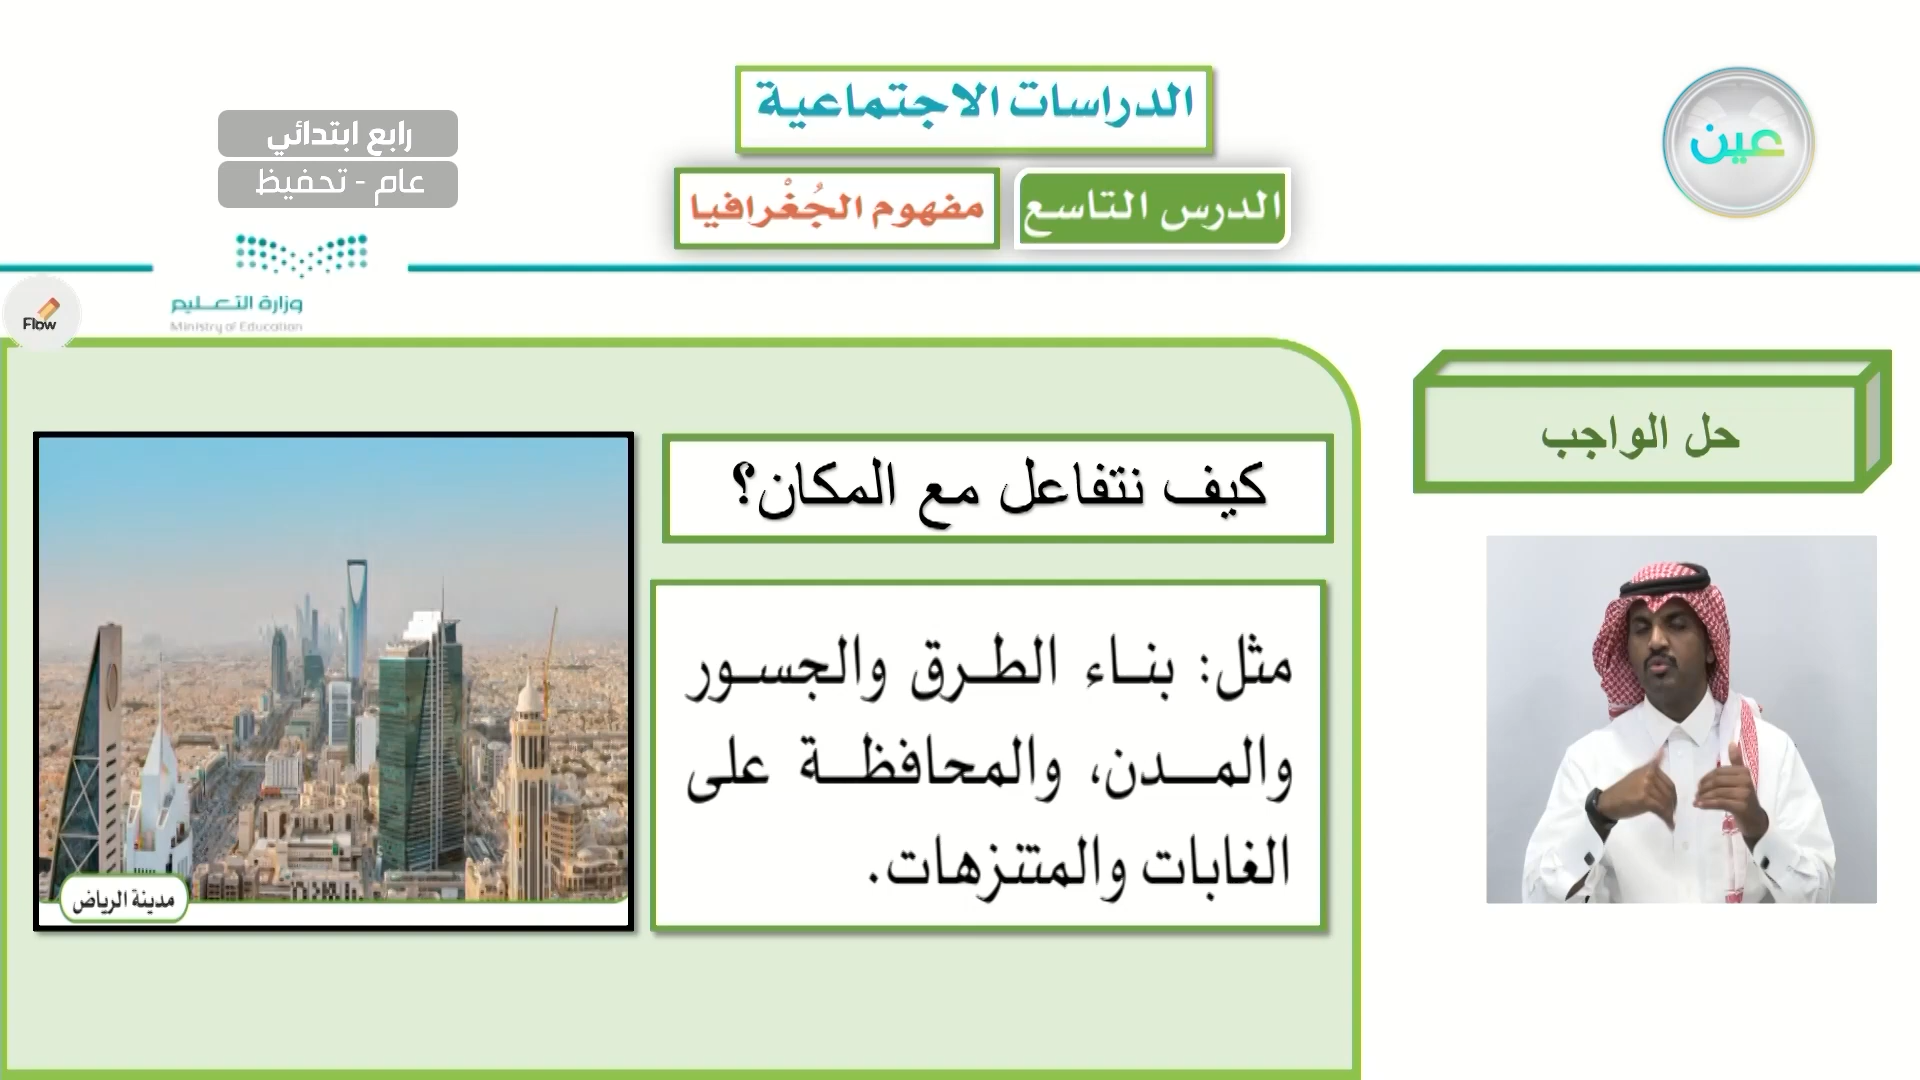 الدراسات الاجتماعية
عين
رابع ابتدائي
عام - تحفيظ
الدرس التاسع
مفهوم الجُغْرافيا
وزارة التعليم
Ministry of Education
Flow
حل الواجب
كيف نتفاعل مع المكان؟
مثل: بناء الطرق والجسور
والمدن، والمحافظة على
الغابات والمتنزهات.
مدينة الرياض